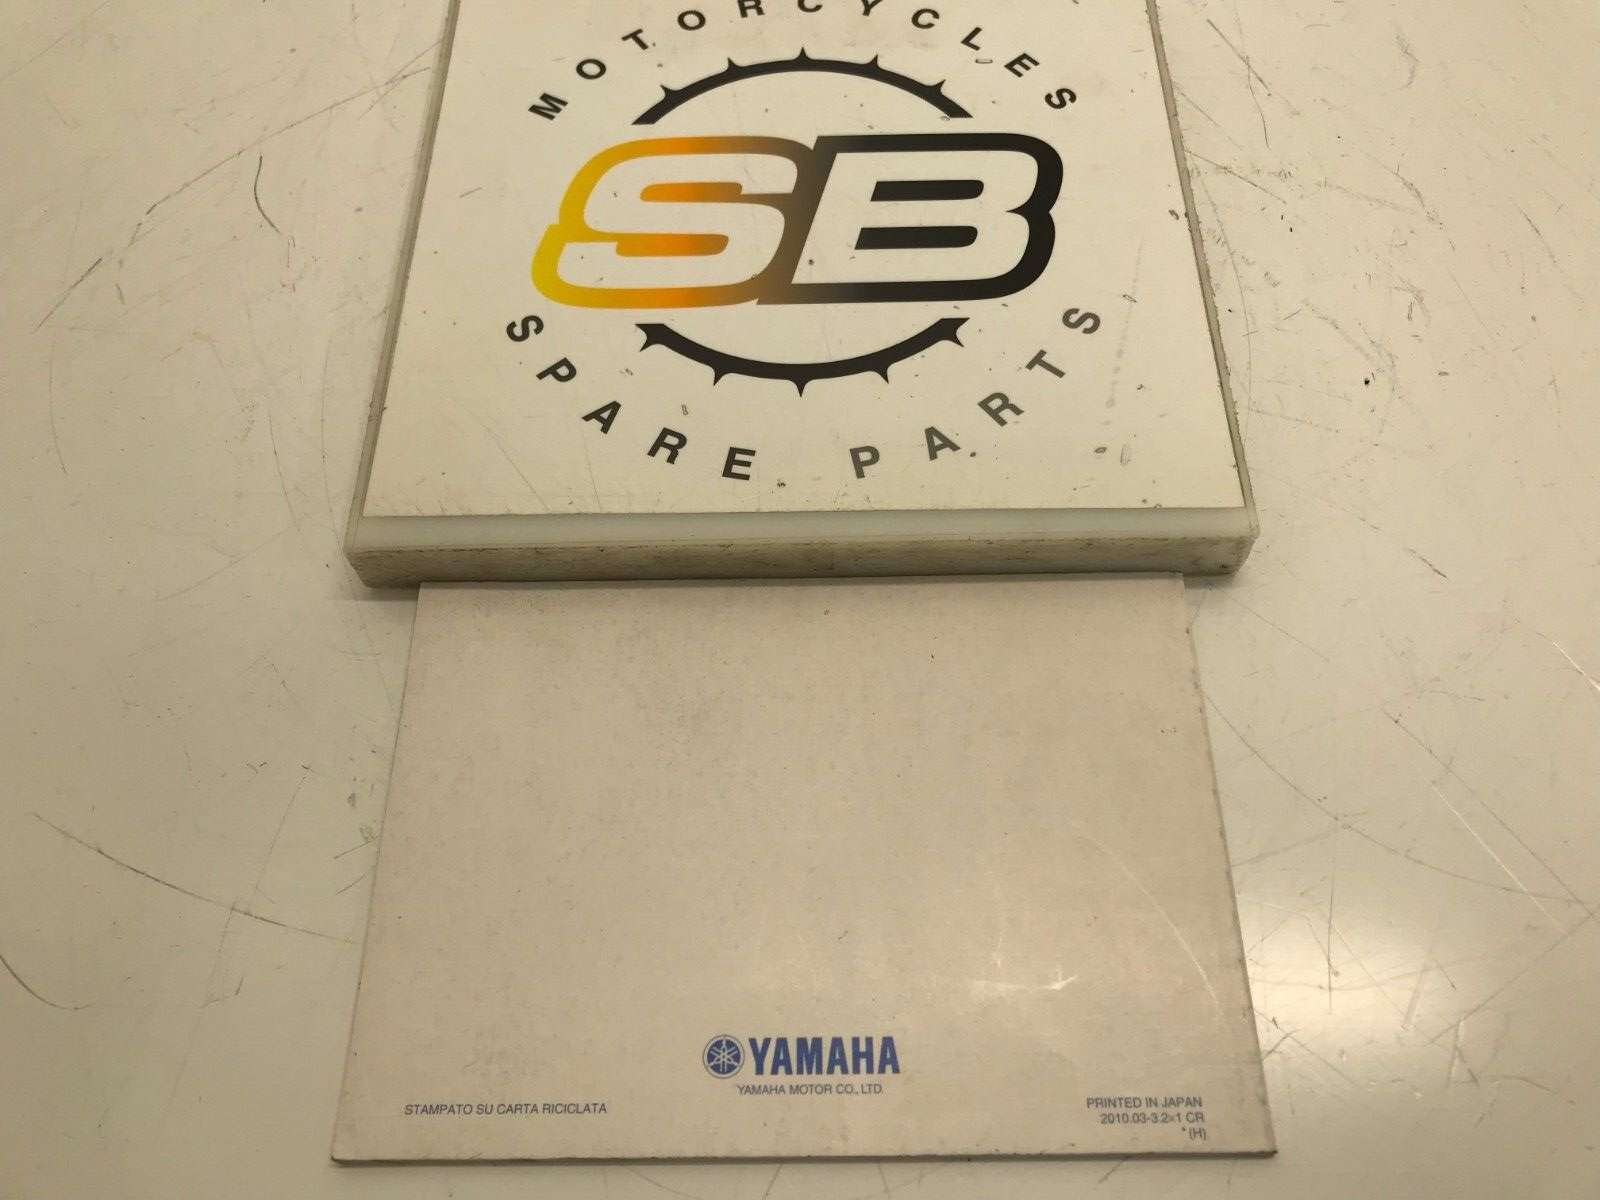 MOTORCYCLES
SB
SPARE PARTS
YAMAHA
YAMAHA MOTOR CO., LTD.
STAMPATO SU CARTA RICICLATA
PRINTED IN JAPAN
2010.03-3.2×1 CR
*(H)